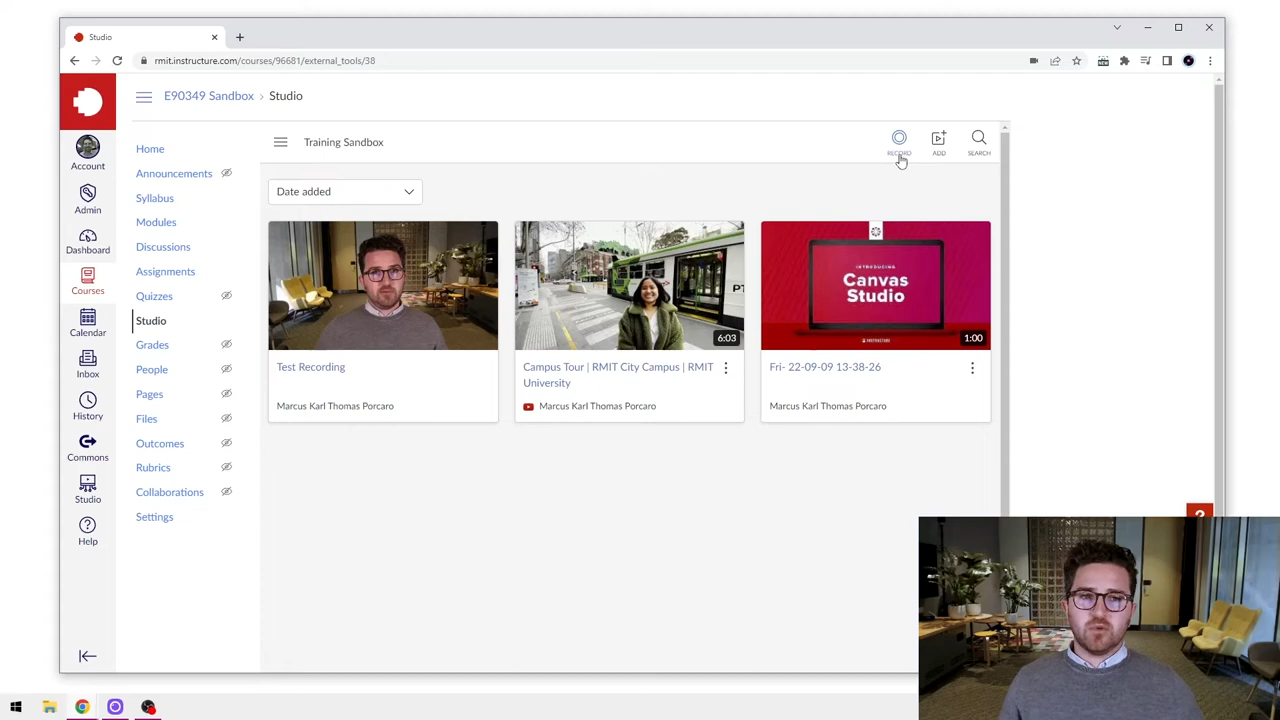 Studio
rmit.instructure.com/courses/96681/external_tools/38
E90349 Sandbox › Studio
Account
Admin
Dashboard
Courses
Calendar
Inbox
History
Commons
Studio
Help
Home
Announcements
Syllabus
Modules
Discussions
Assignments
Quizzes
Studio
Grades
People
Pages
Files
Outcomes
Rubrics
Collaborations
Settings
Training Sandbox
RECORD
ADD
SEARCH
Date added
Test Recording
Marcus Karl Thomas Porcaro
PT
6:03
Campus Tour | RMIT City Campus | RMIT
University
Marcus Karl Thomas Porcaro
INTRODUCING
Canvas
Studio
INSTRUCTURE
1:00
Fri- 22-09-09 13-38-26
Marcus Karl Thomas Porcaro
?